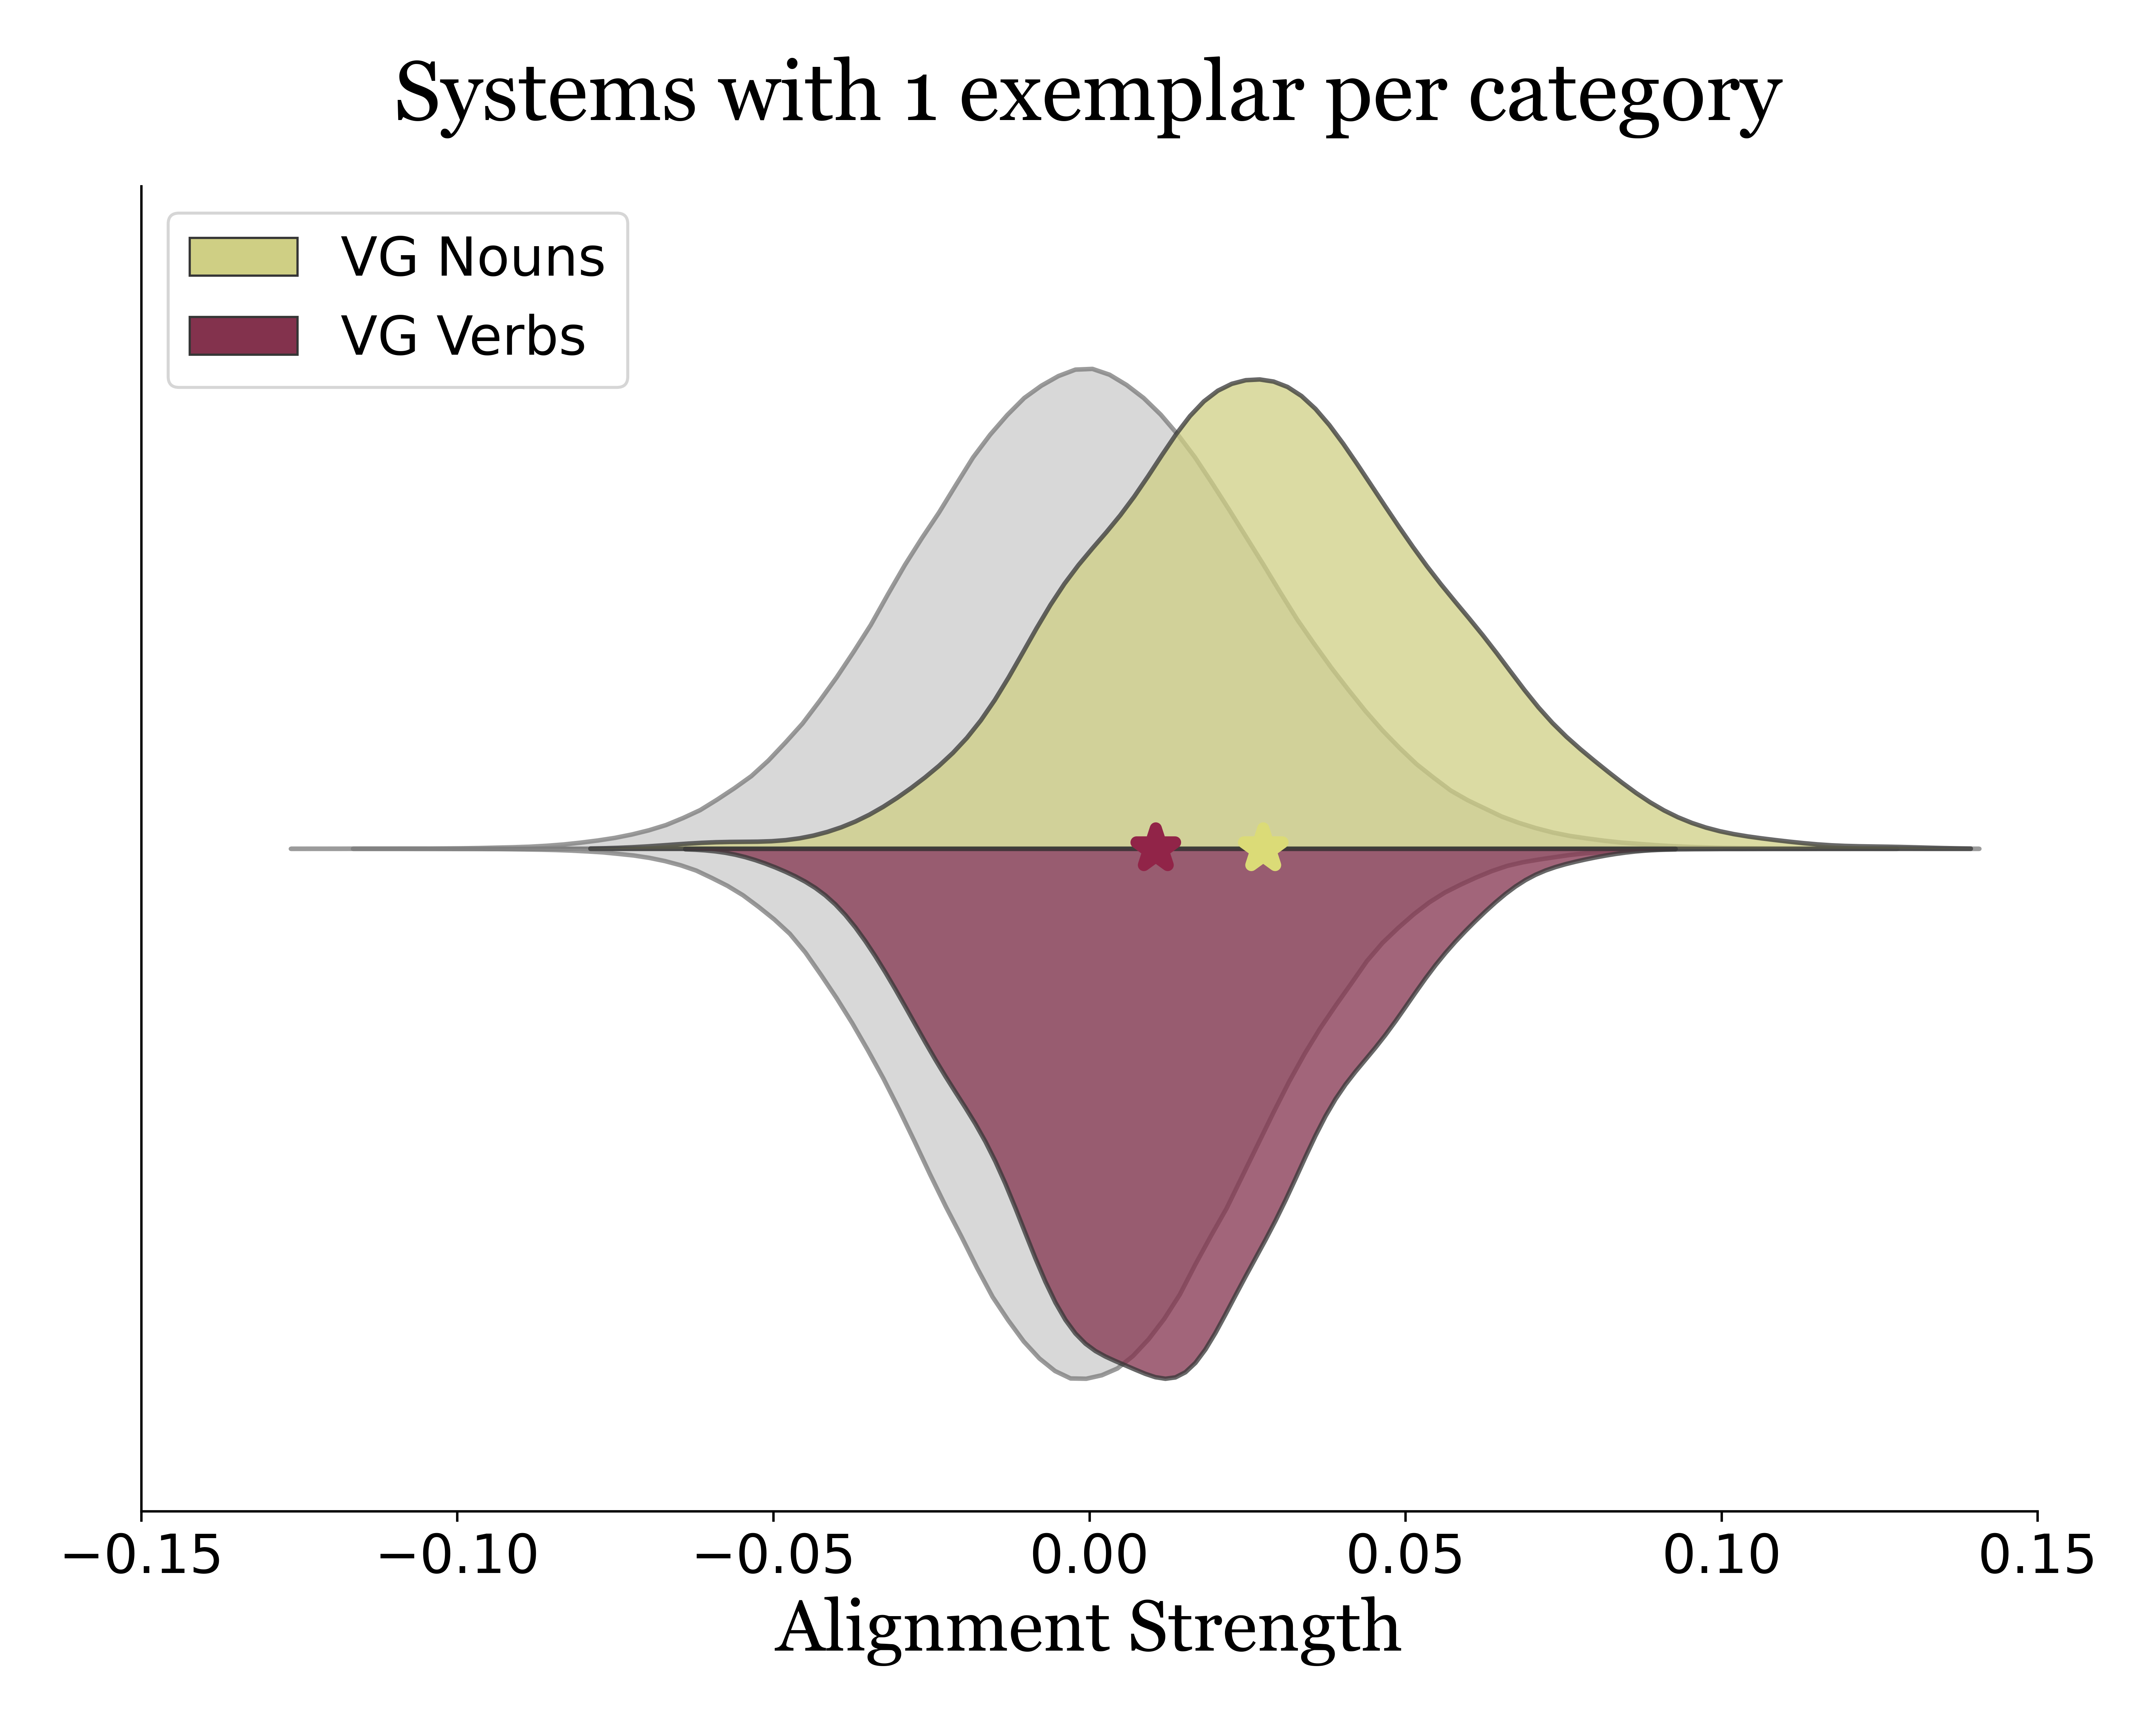 Systems with 1 exemplar per category
VG Nouns
VG Verbs
−0.15 −0.10 −0.05 0.00 0.05 0.10 0.15
Alignment Strength